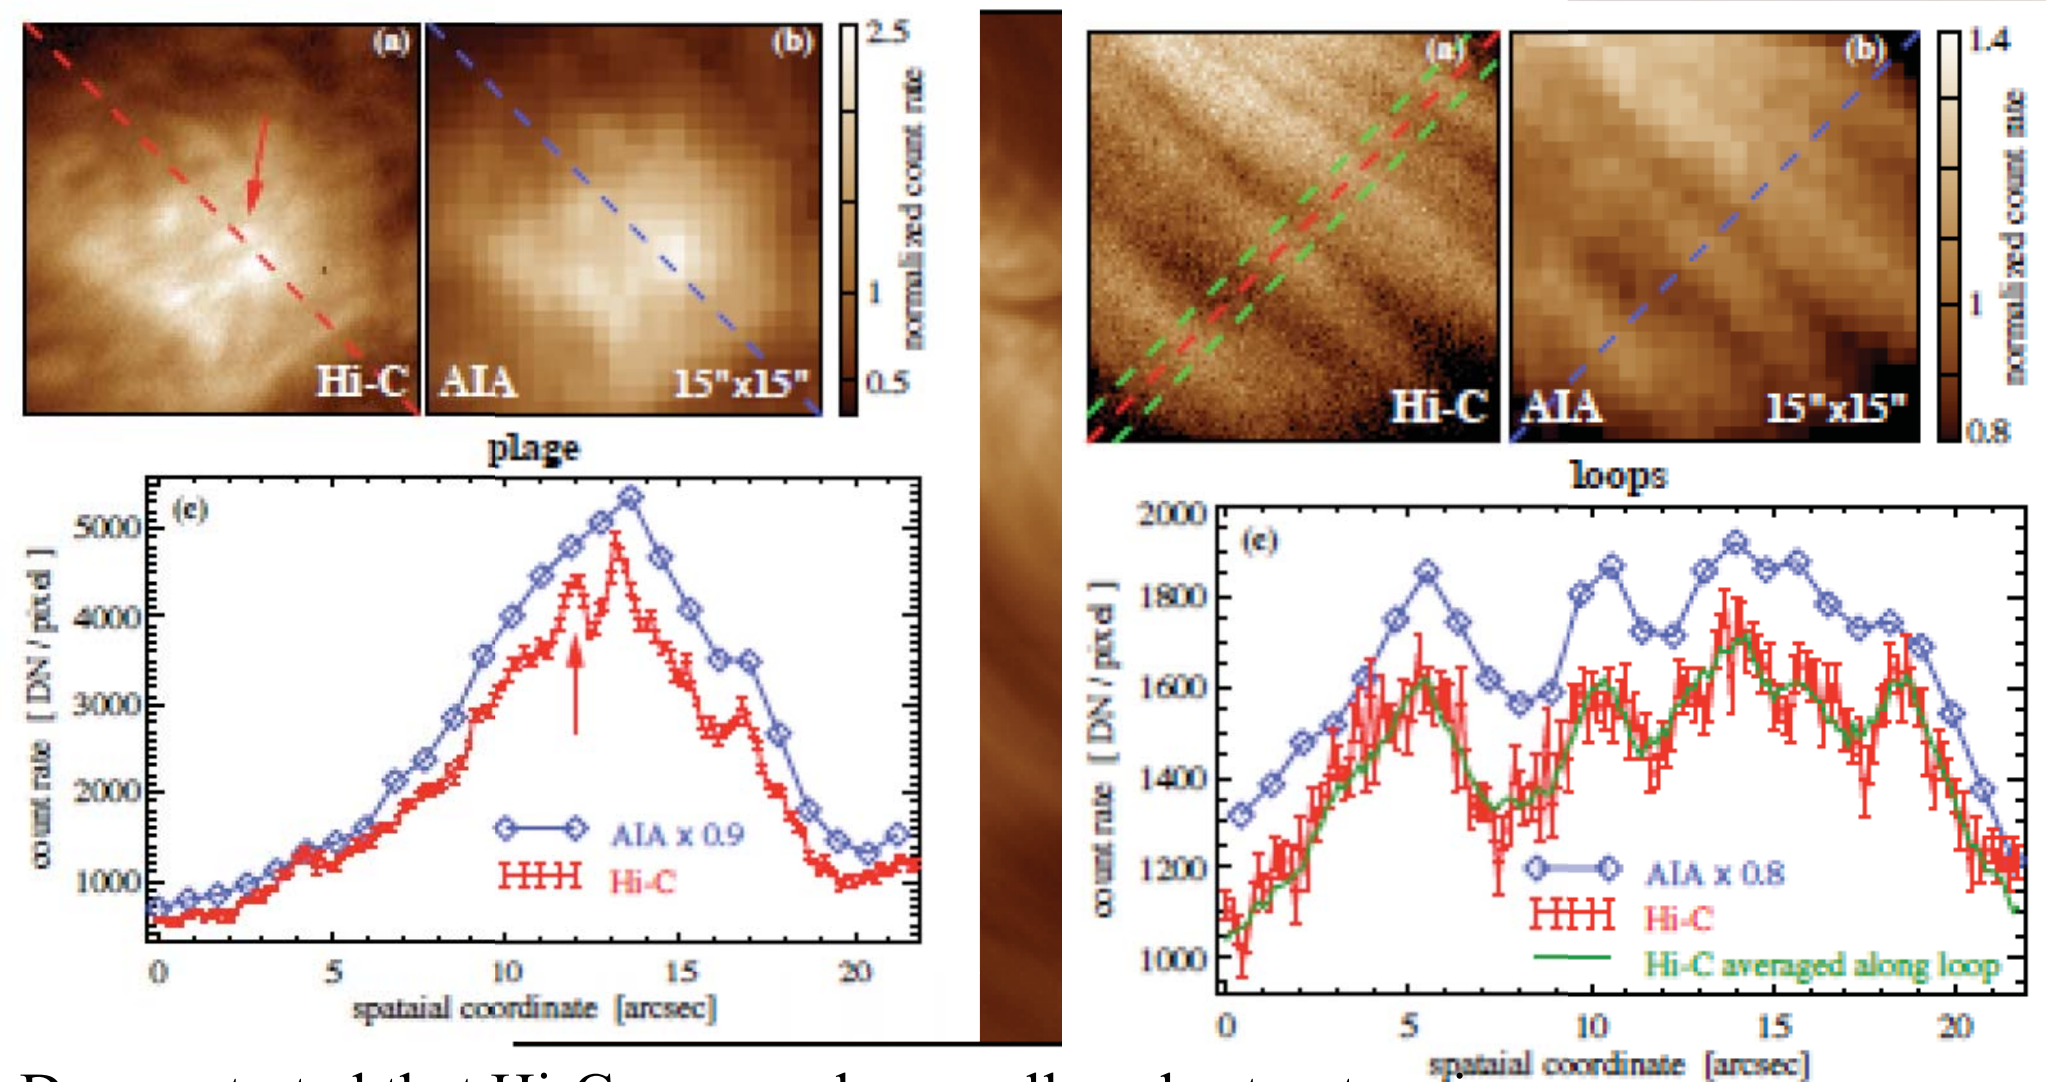 (a)
(b)
Hi-C
AIA
15"x15"
2.5
1
0.5
normalized count rate
plage
(e)
5000
4000
3000
2000
1000
count rate [ DN / pixel ]
AIA x 0.9
Hi-C
0 5 10 15 20
spataial coordinate [arcsec]
(a)
(b)
Hi-C
AIA
15"x15"
1.4
1
0.8
normalized count rate
loops
(e)
2000
1800
1600
1400
1200
1000
count rate [ DN / pixel ]
AIA x 0.8
Hi-C
Hi-C averaged along loop
0 5 10 15 20
spataial coordinate [arcsec]
that Hi-C